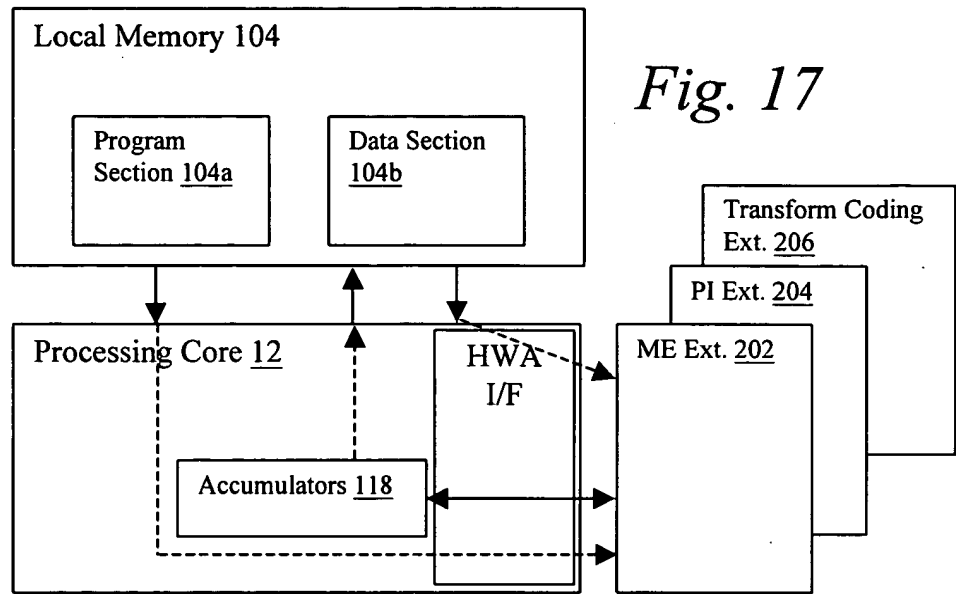 Local Memory 104
Fig. 17
Program
Section 104a
Data Section
104b
Transform Coding
Ext. 206
PI Ext. 204
ME Ext. 202
Processing Core 12
HWA
I/F
Accumulators 118